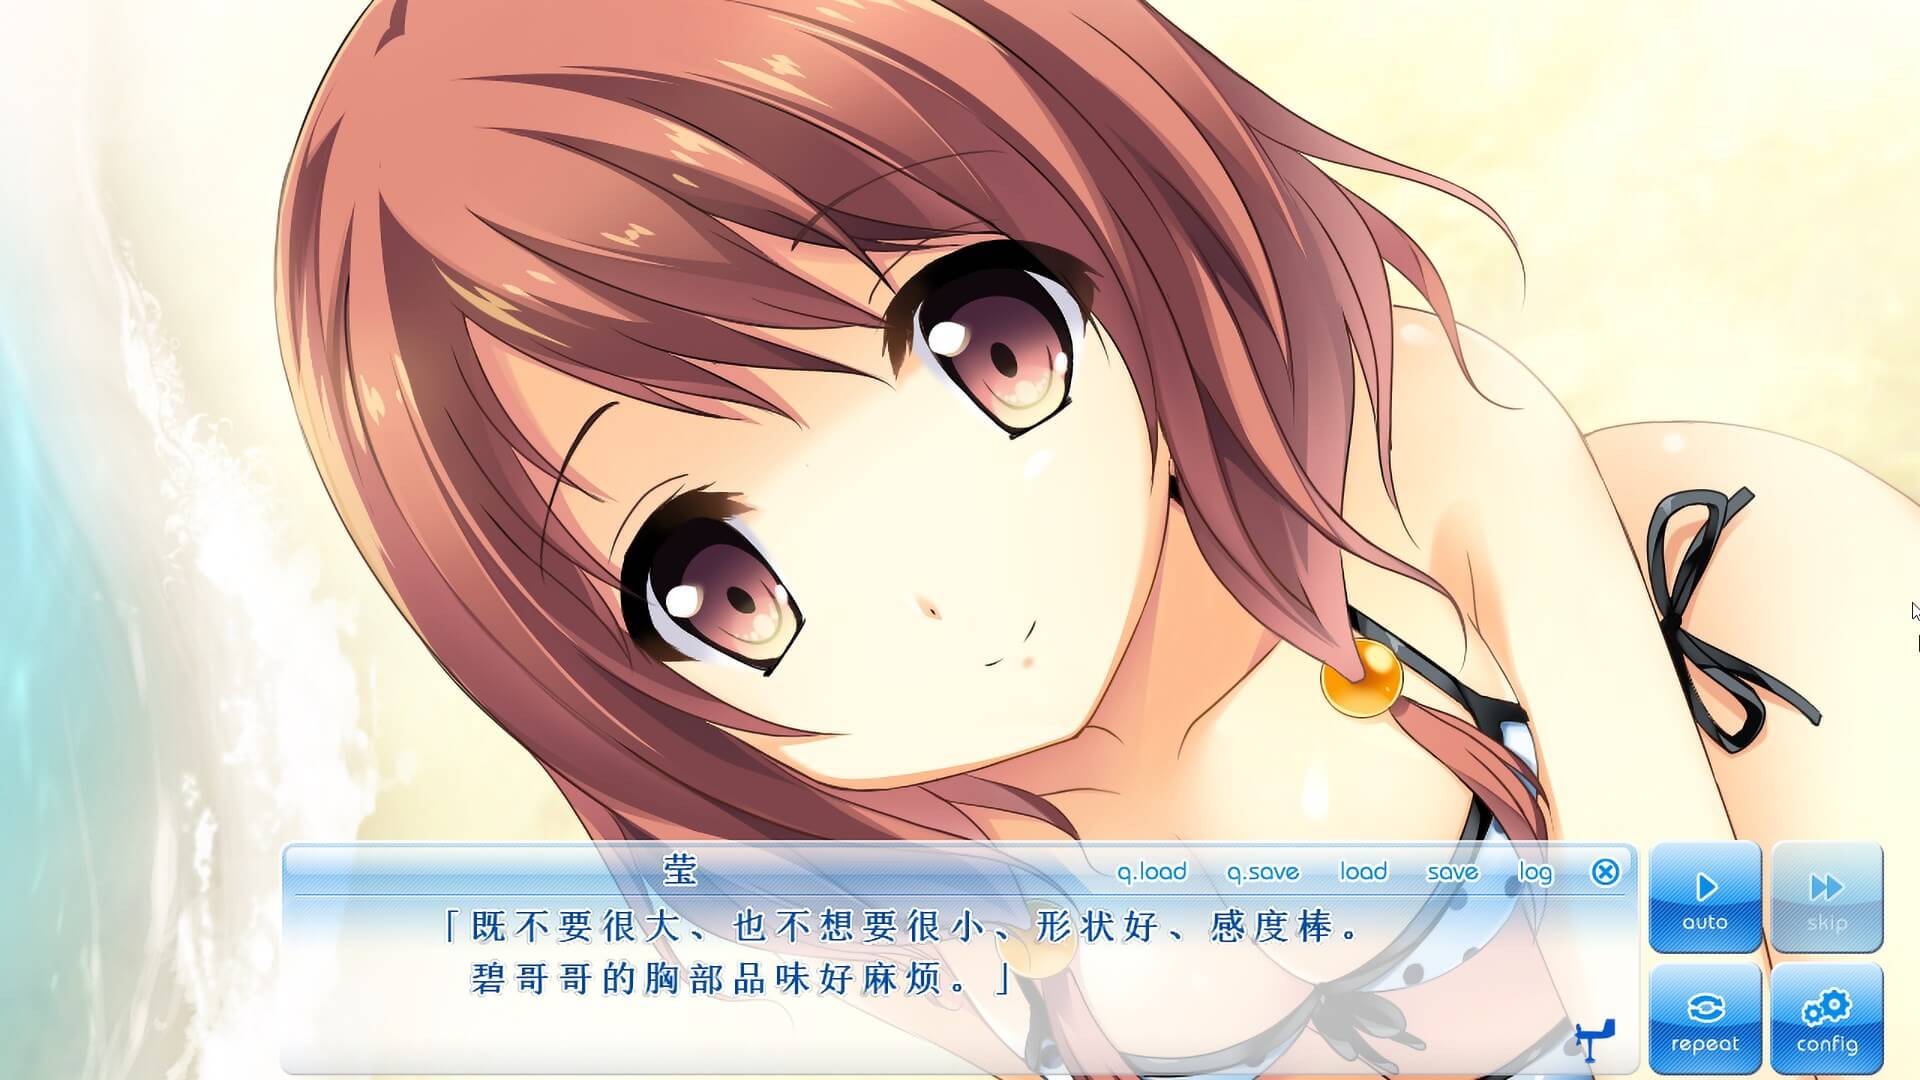 莹
q.load q.save load save log
「既不要很大、也不想要很小、形状好、感度棒。
碧哥哥的胸部品味好麻烦。」
auto
skip
repeat
config